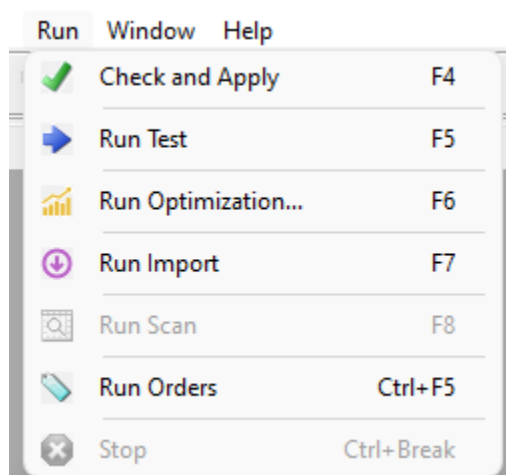 Run Window Help
Check and Apply F4
Run Test F5
Run Optimization... F6
Run Import F7
Run Scan F8
Run Orders Ctrl+F5
Stop Ctrl+Break